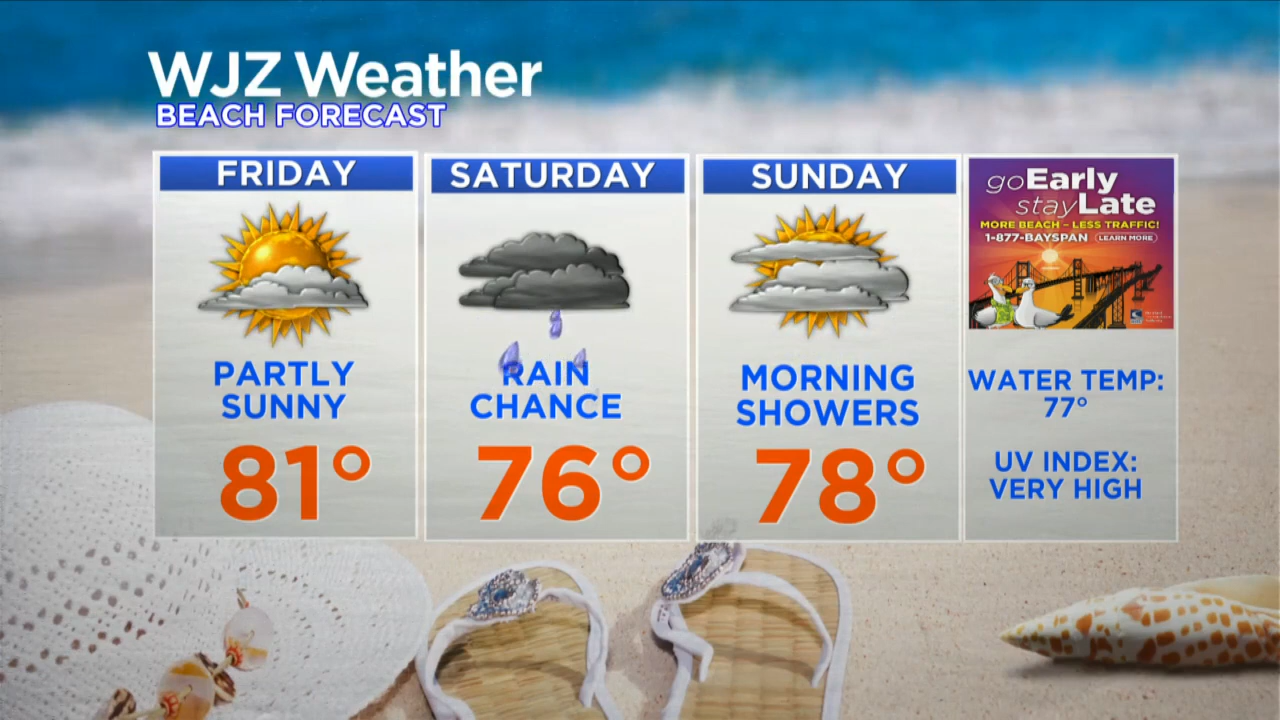 WJZ Weather
BEACH FORECAST
FRIDAY
PARTLY
SUNNY
81°
SATURDAY
RAIN
CHANCE
76°
SUNDAY
MORNING
SHOWERS
78°
goEarly
stayLate
MORE BEACH – LESS TRAFFIC!
1-877-BAYSPAN LEARN MORE
WATER TEMP:
77°
UV INDEX:
VERY HIGH